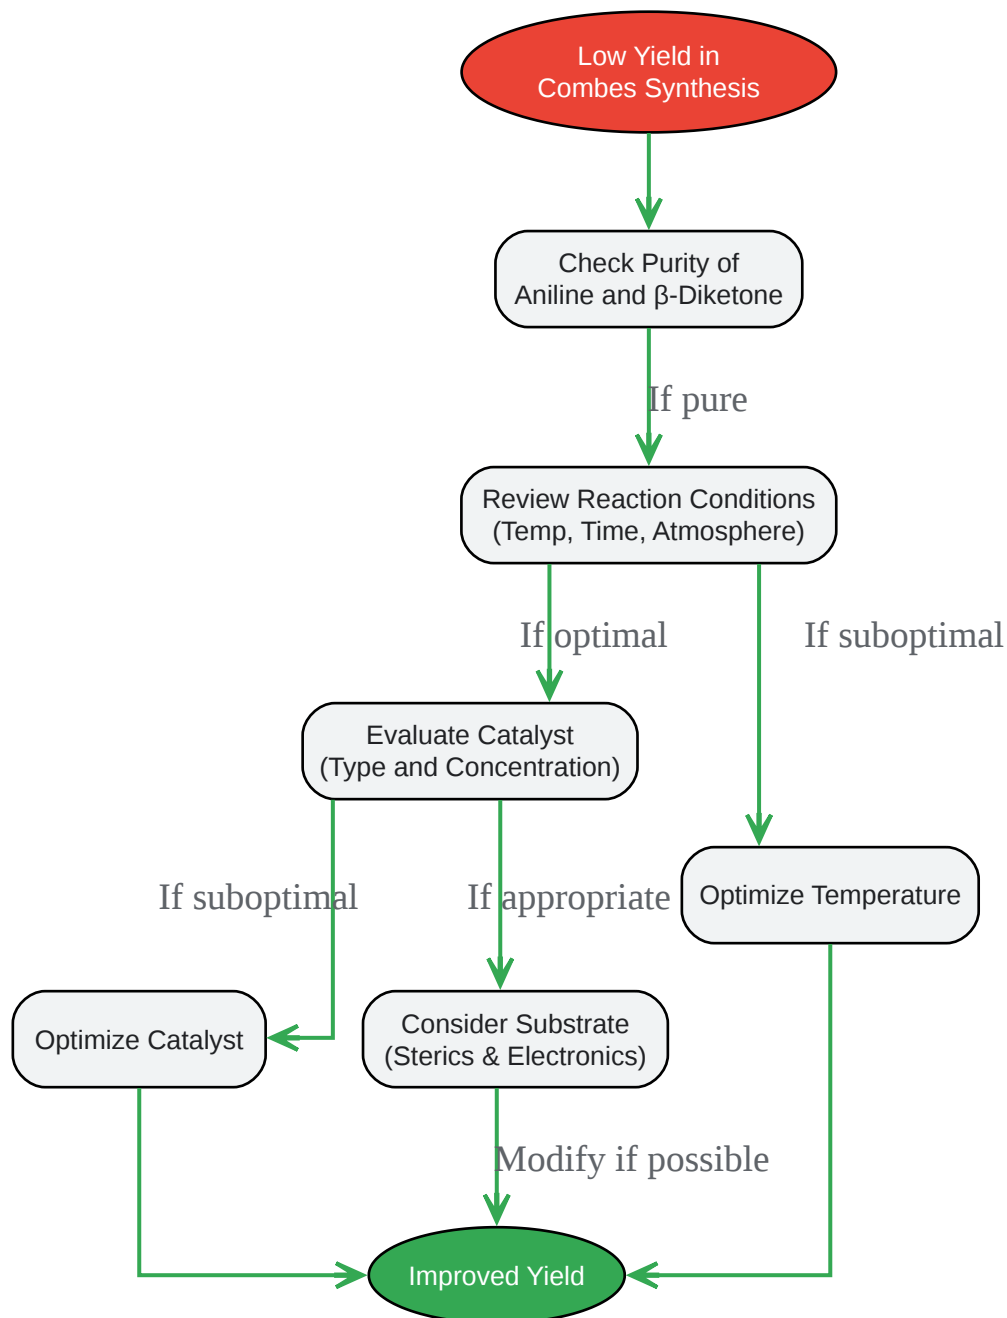 Low Yield in
Combes Synthesis
Check Purity of
Aniline and β-Diketone
If pure
Review Reaction Conditions
(Temp, Time, Atmosphere)
If optimal
If suboptimal
Evaluate Catalyst
(Type and Concentration)
If suboptimal
If appropriate
Optimize Temperature
Optimize Catalyst
Consider Substrate
(Sterics & Electronics)
Modify if possible
Improved Yield